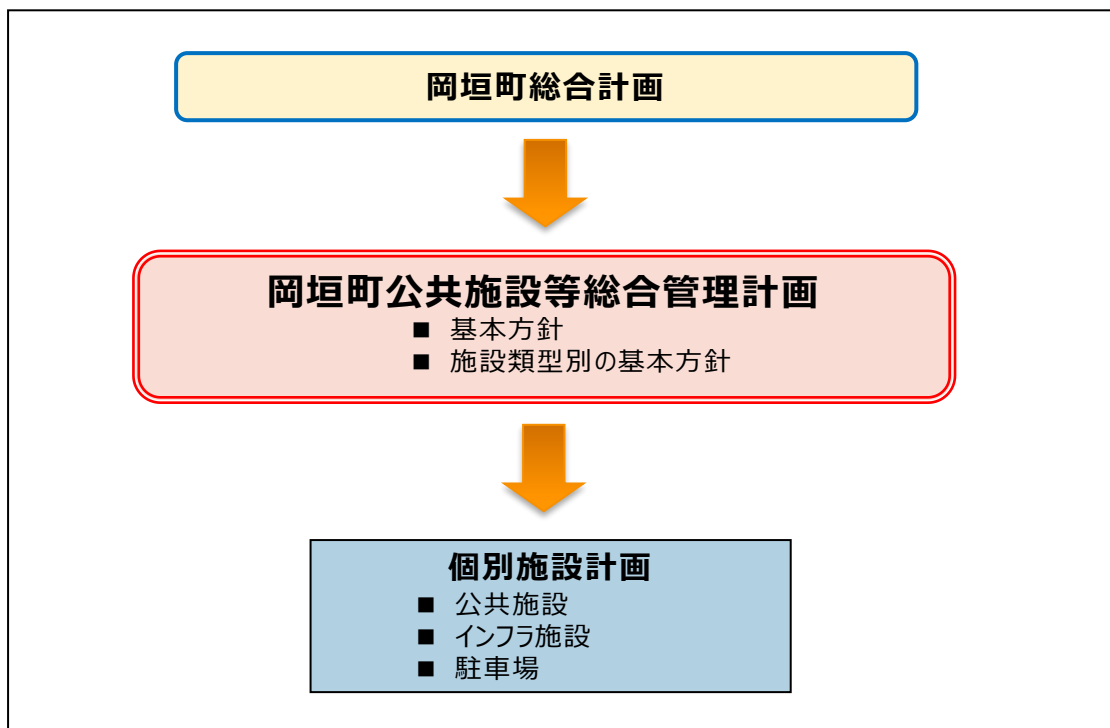 岡垣町総合計画
岡垣町公共施設等総合管理計画
■ 基本方針
■ 施設類型別の基本方針
個別施設計画
■ 公共施設
■ インフラ施設
■ 駐車場